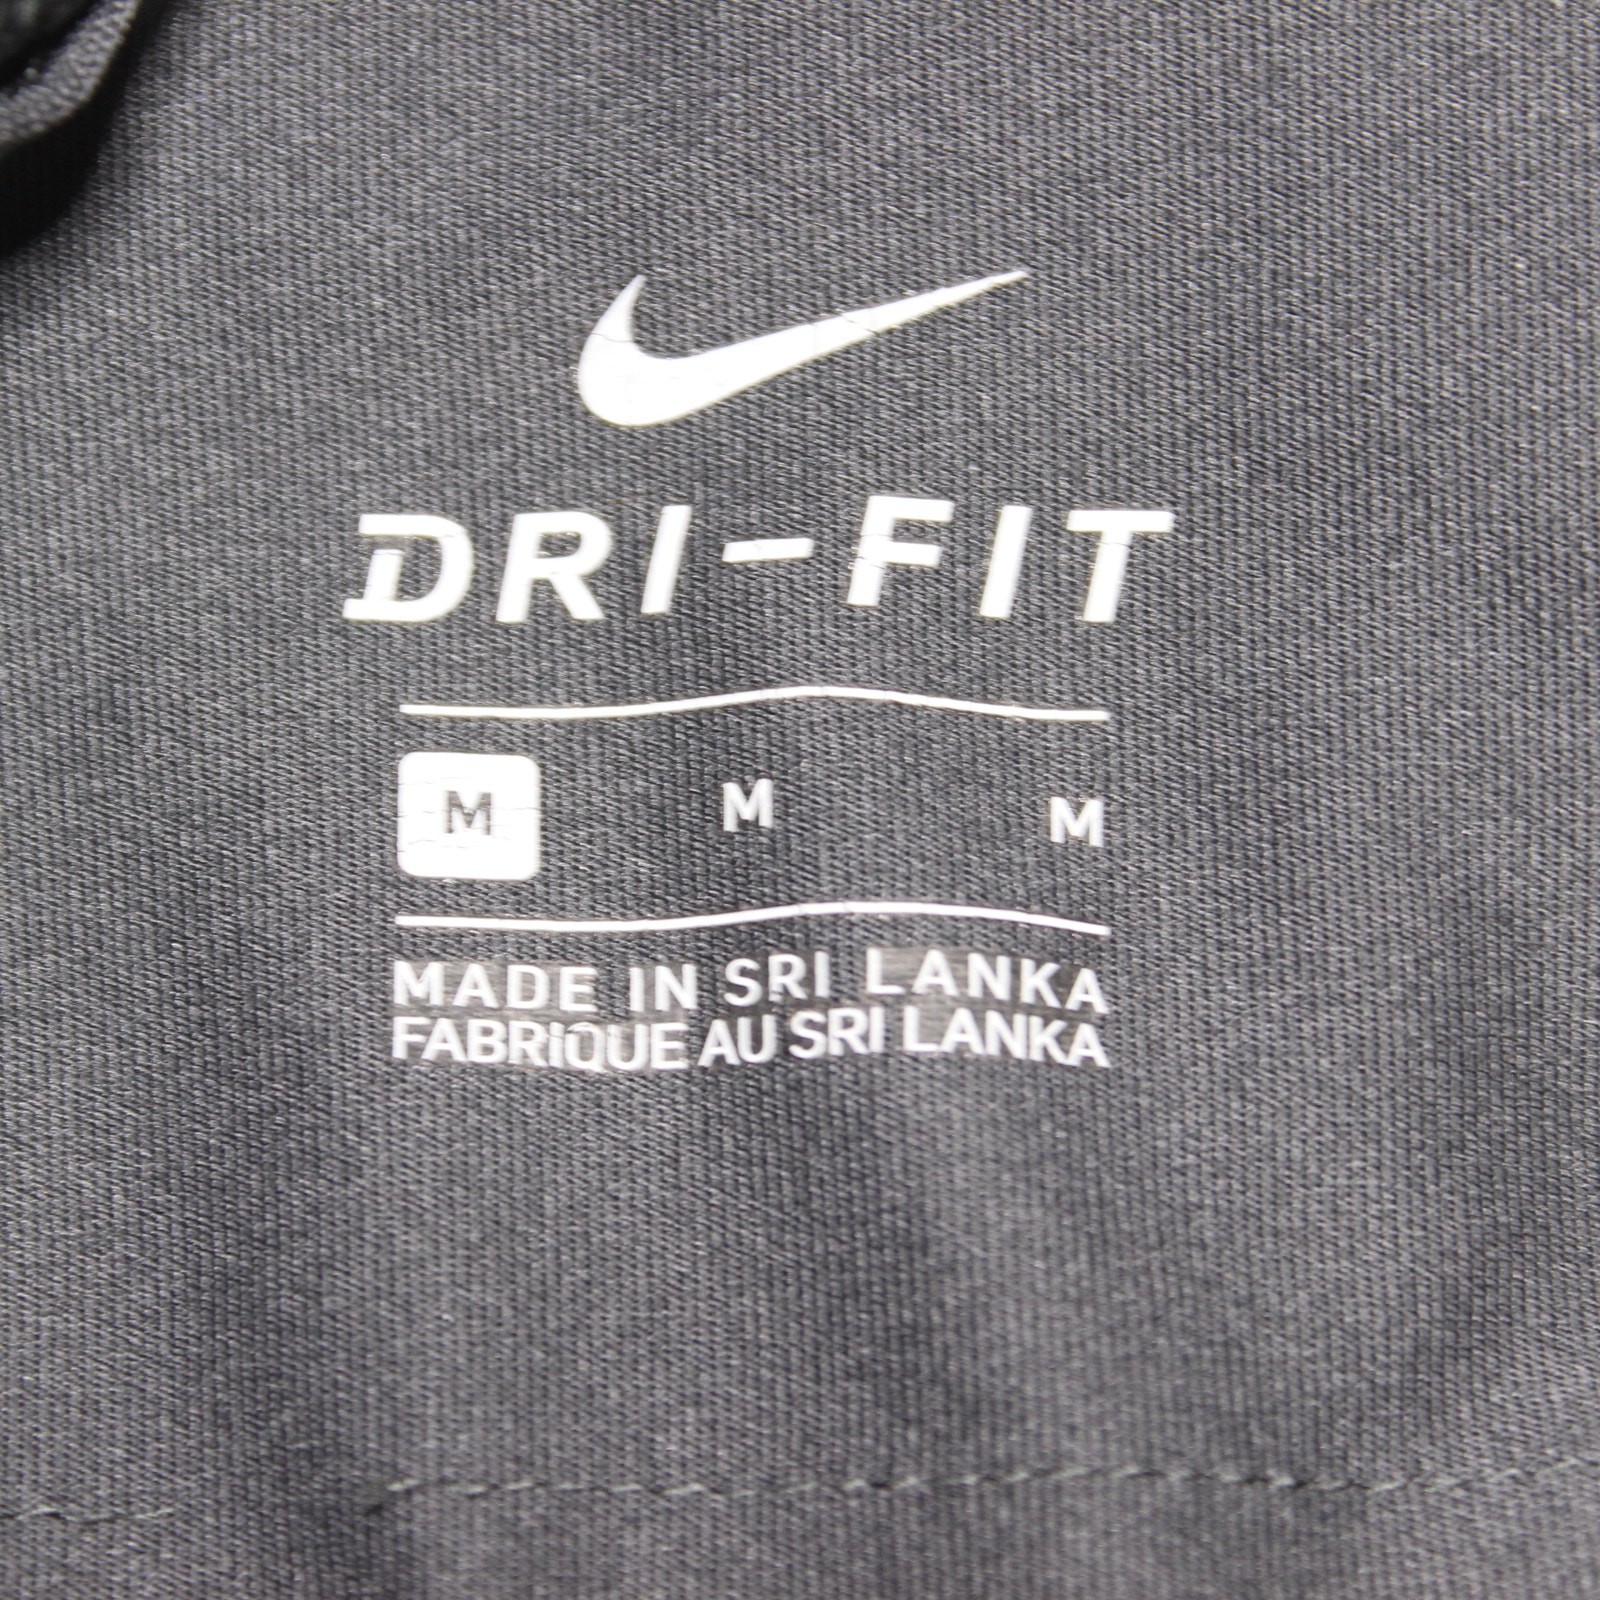 DRI-FIT
M M M
MADE IN SRI LANKA
FABRIQUE AU SRI LANKA